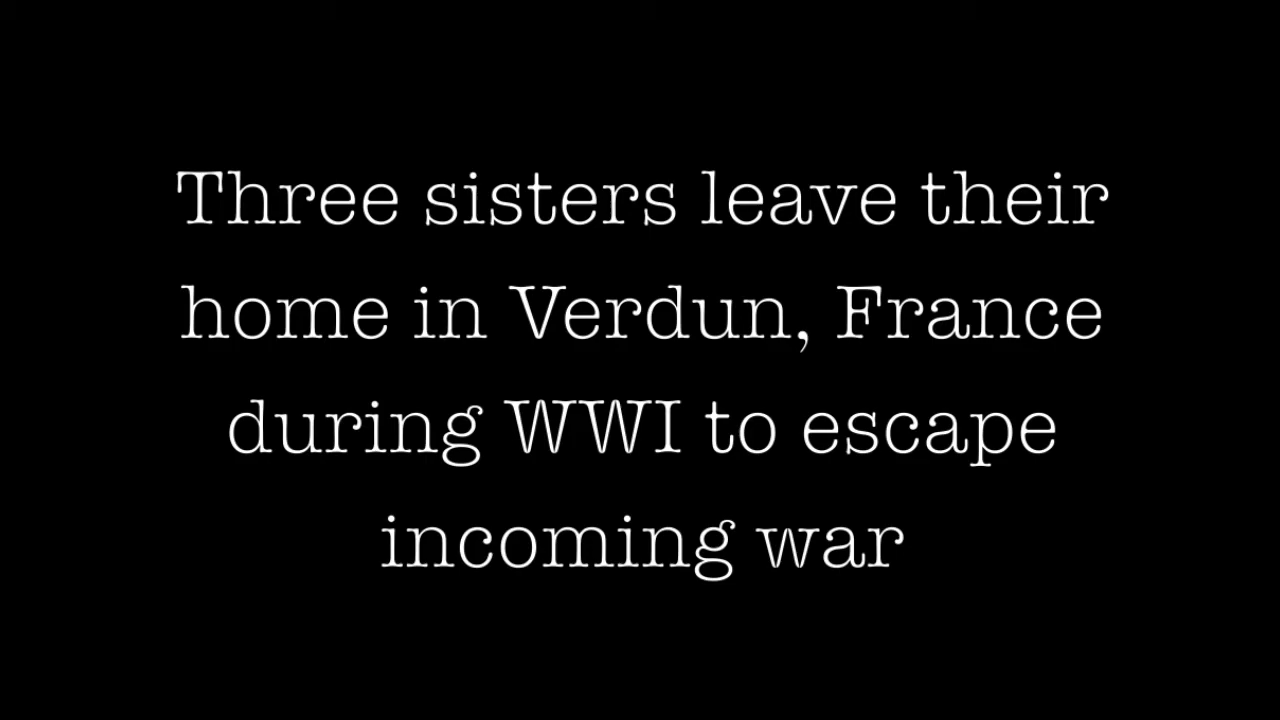 Three sisters leave their
home in Verdun, France
during WWI to escape
incoming war